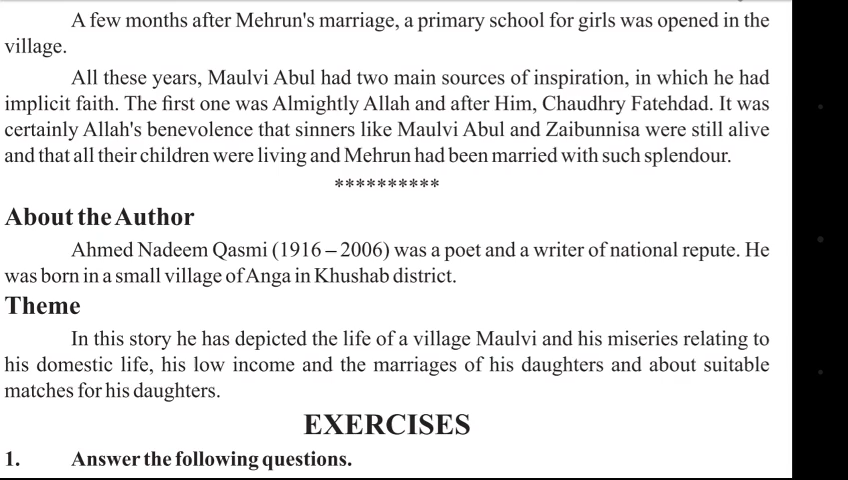 A few months after Mehrun's marriage, a primary school for girls was opened in the
village.
All these years, Maulvi Abul had two main sources of inspiration, in which he had
implicit faith. The first one was Almightly Allah and after Him, Chaudhry Fatehdad. It was
certainly Allah's benevolence that sinners like Maulvi Abul and Zaibunnisa were still alive
and that all their children were living and Mehrun had been married with such splendour.
**********
About the Author
Ahmed Nadeem Qasmi (1916 – 2006) was a poet and a writer of national repute. He
was born in a small village of Anga in Khushab district.
Theme
In this story he has depicted the life of a village Maulvi and his miseries relating to
his domestic life, his low income and the marriages of his daughters and about suitable
matches for his daughters.
EXERCISES
1. Answer the following questions.